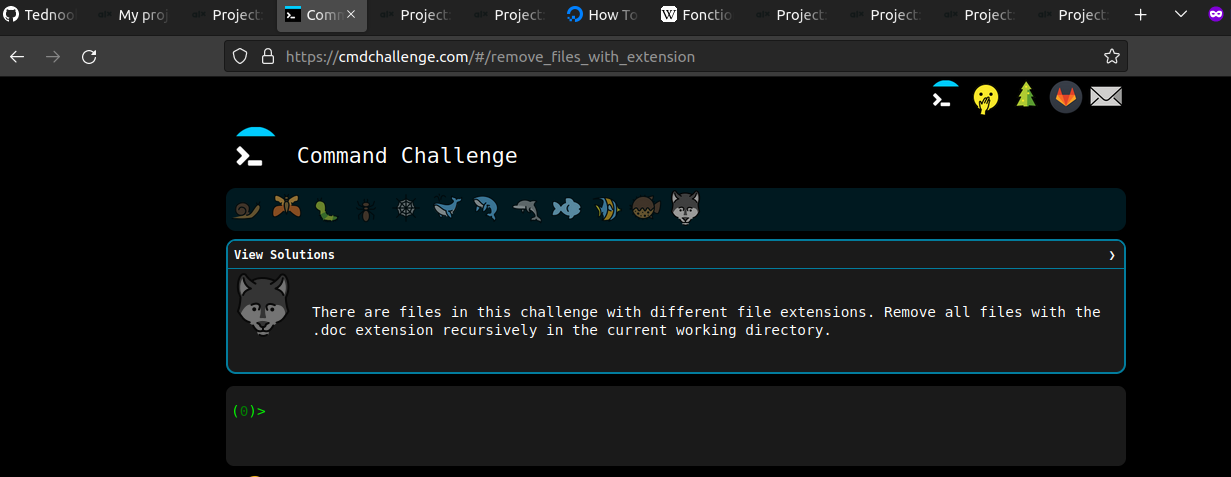 Tednoo My proj Project Comm Project Project How To Fonctio Project Project Project Project
https://cmdchallenge.com/#/remove_files_with_extension
Command Challenge
View Solutions
There are files in this challenge with different file extensions. Remove all files with the
.doc extension recursively in the current working directory.
(0)>